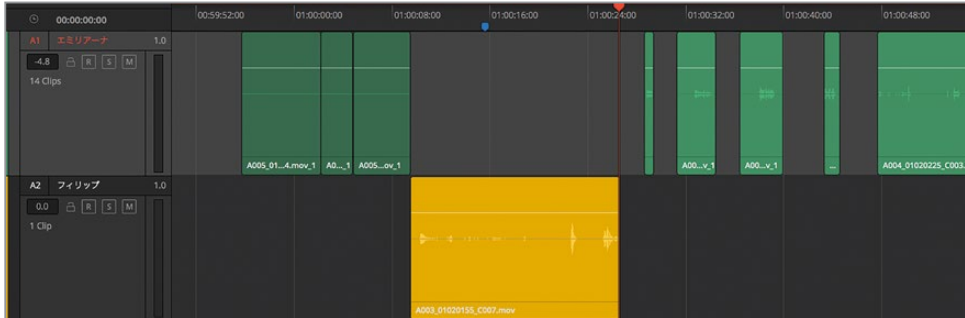 00:00:00:00
00:59:52:00 01:00:00:00 01:00:08:00 01:00:16:00 01:00:24:00 01:00:32:00 01:00:40:00 01:00:48:00
A1 エミリアーナ 1.0
-4.8 R S M
14 Clips
A005_01...4.mov_1 A0..._1 A005...ov_1 A00...v_1 A00...v_1 ... A004_01020225_C003.
A2 フィリップ 1.0
0.0 R S M
1 Clip
A003_01020155_C007.mov